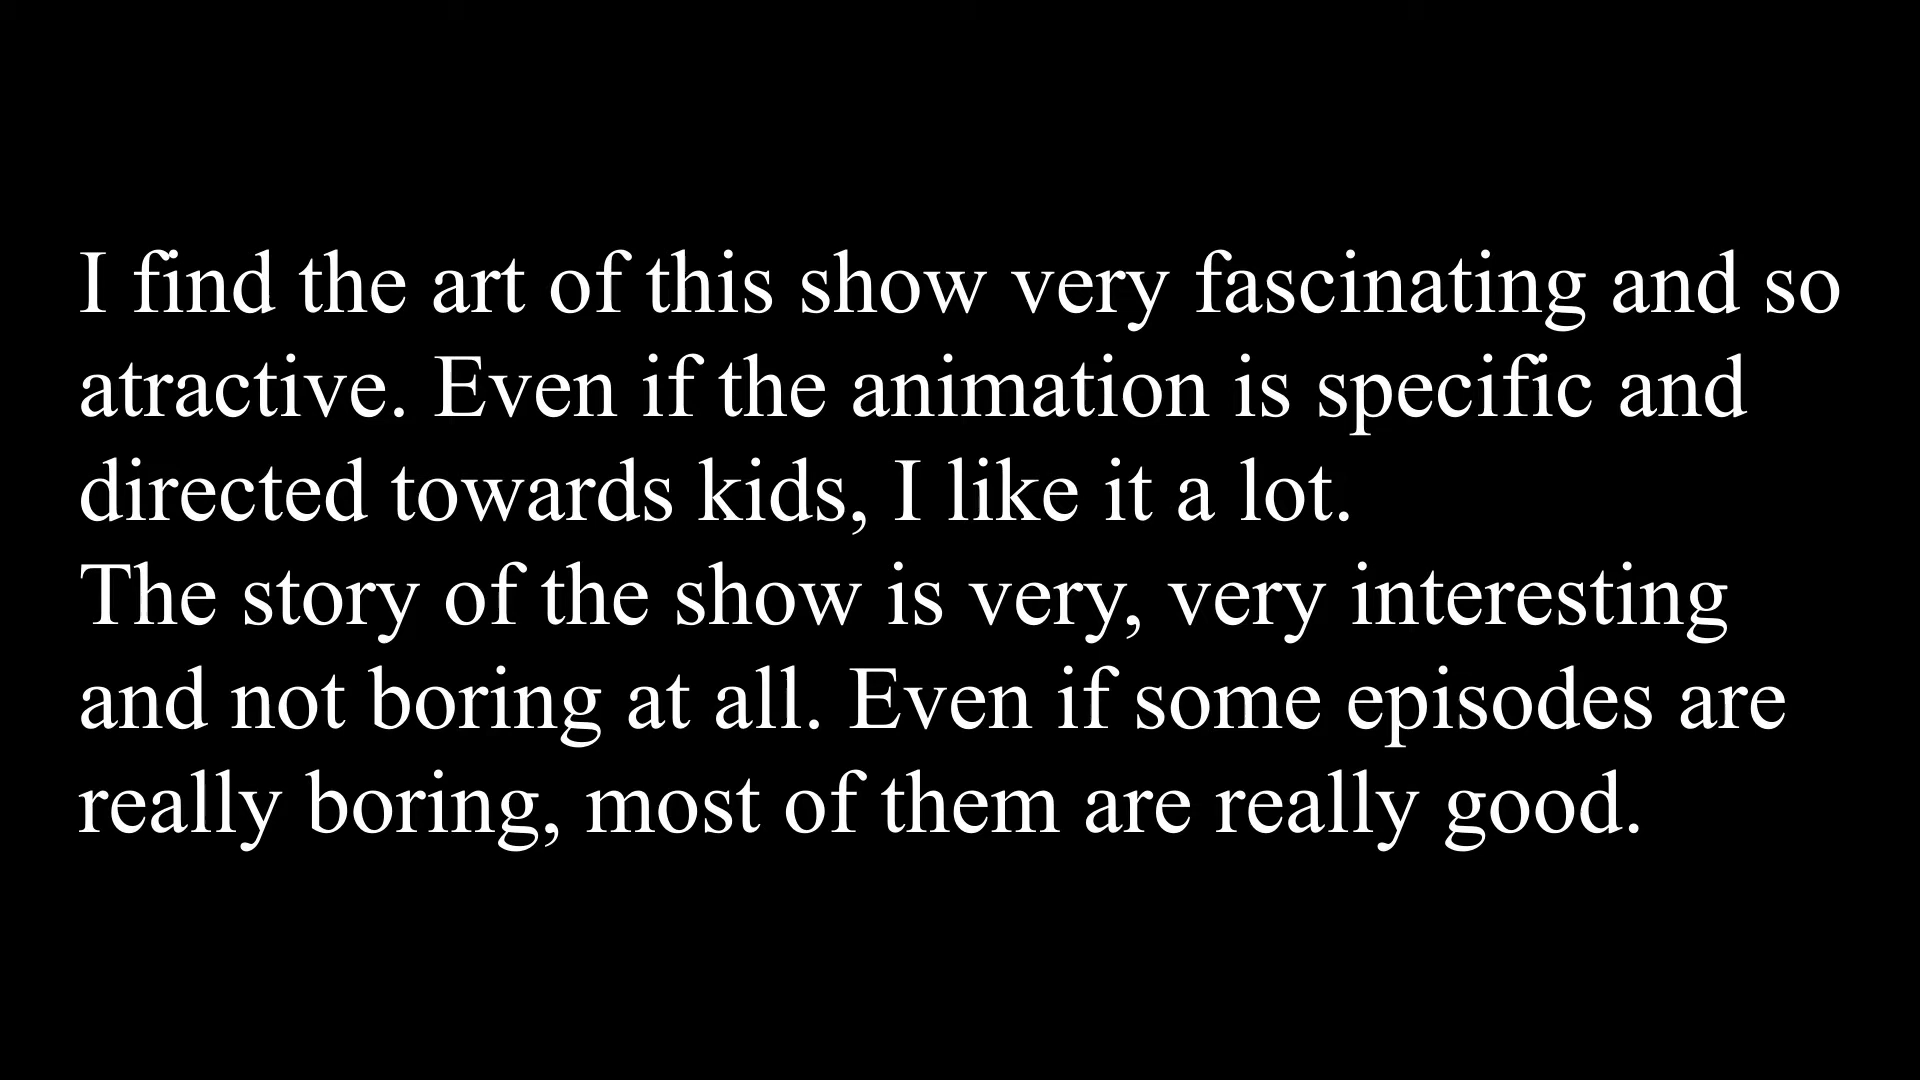 I find the art of this show very fascinating and so
atractive. Even if the animation is specific and
directed towards kids, I like it a lot.
The story of the show is very, very interesting
and not boring at all. Even if some episodes are
really boring, most of them are really good.